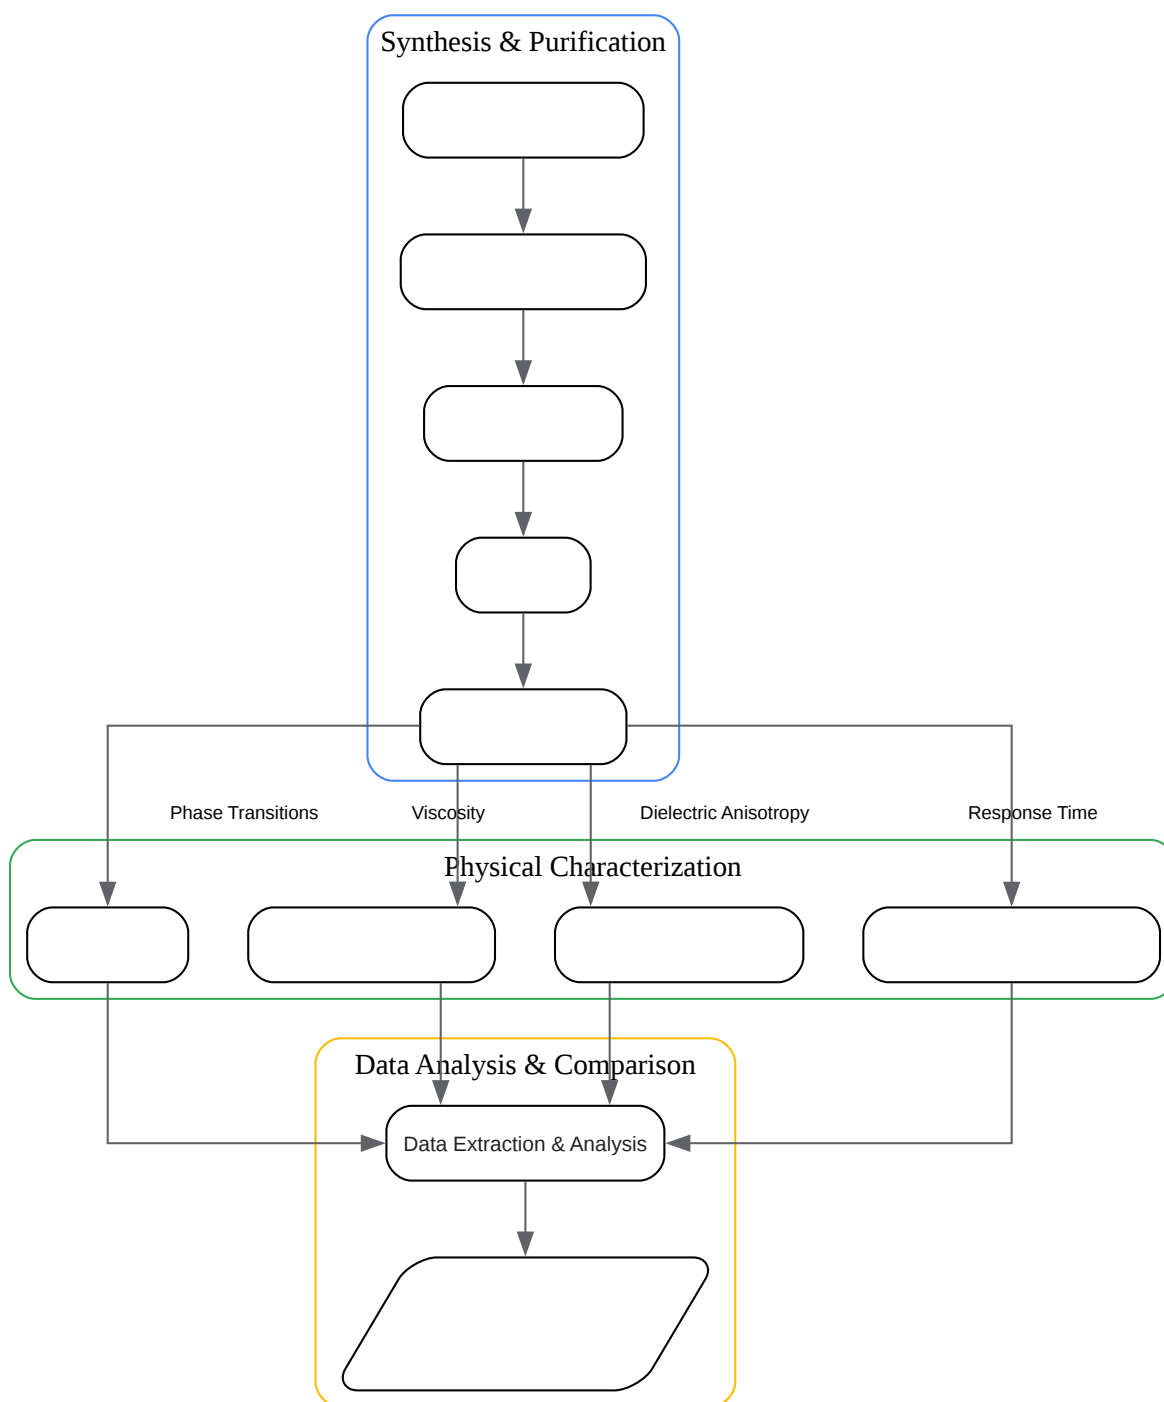 Synthesis & Purification
Phase Transitions
Viscosity
Dielectric Anisotropy
Response Time
Physical Characterization
Data Analysis & Comparison
Data Extraction & Analysis